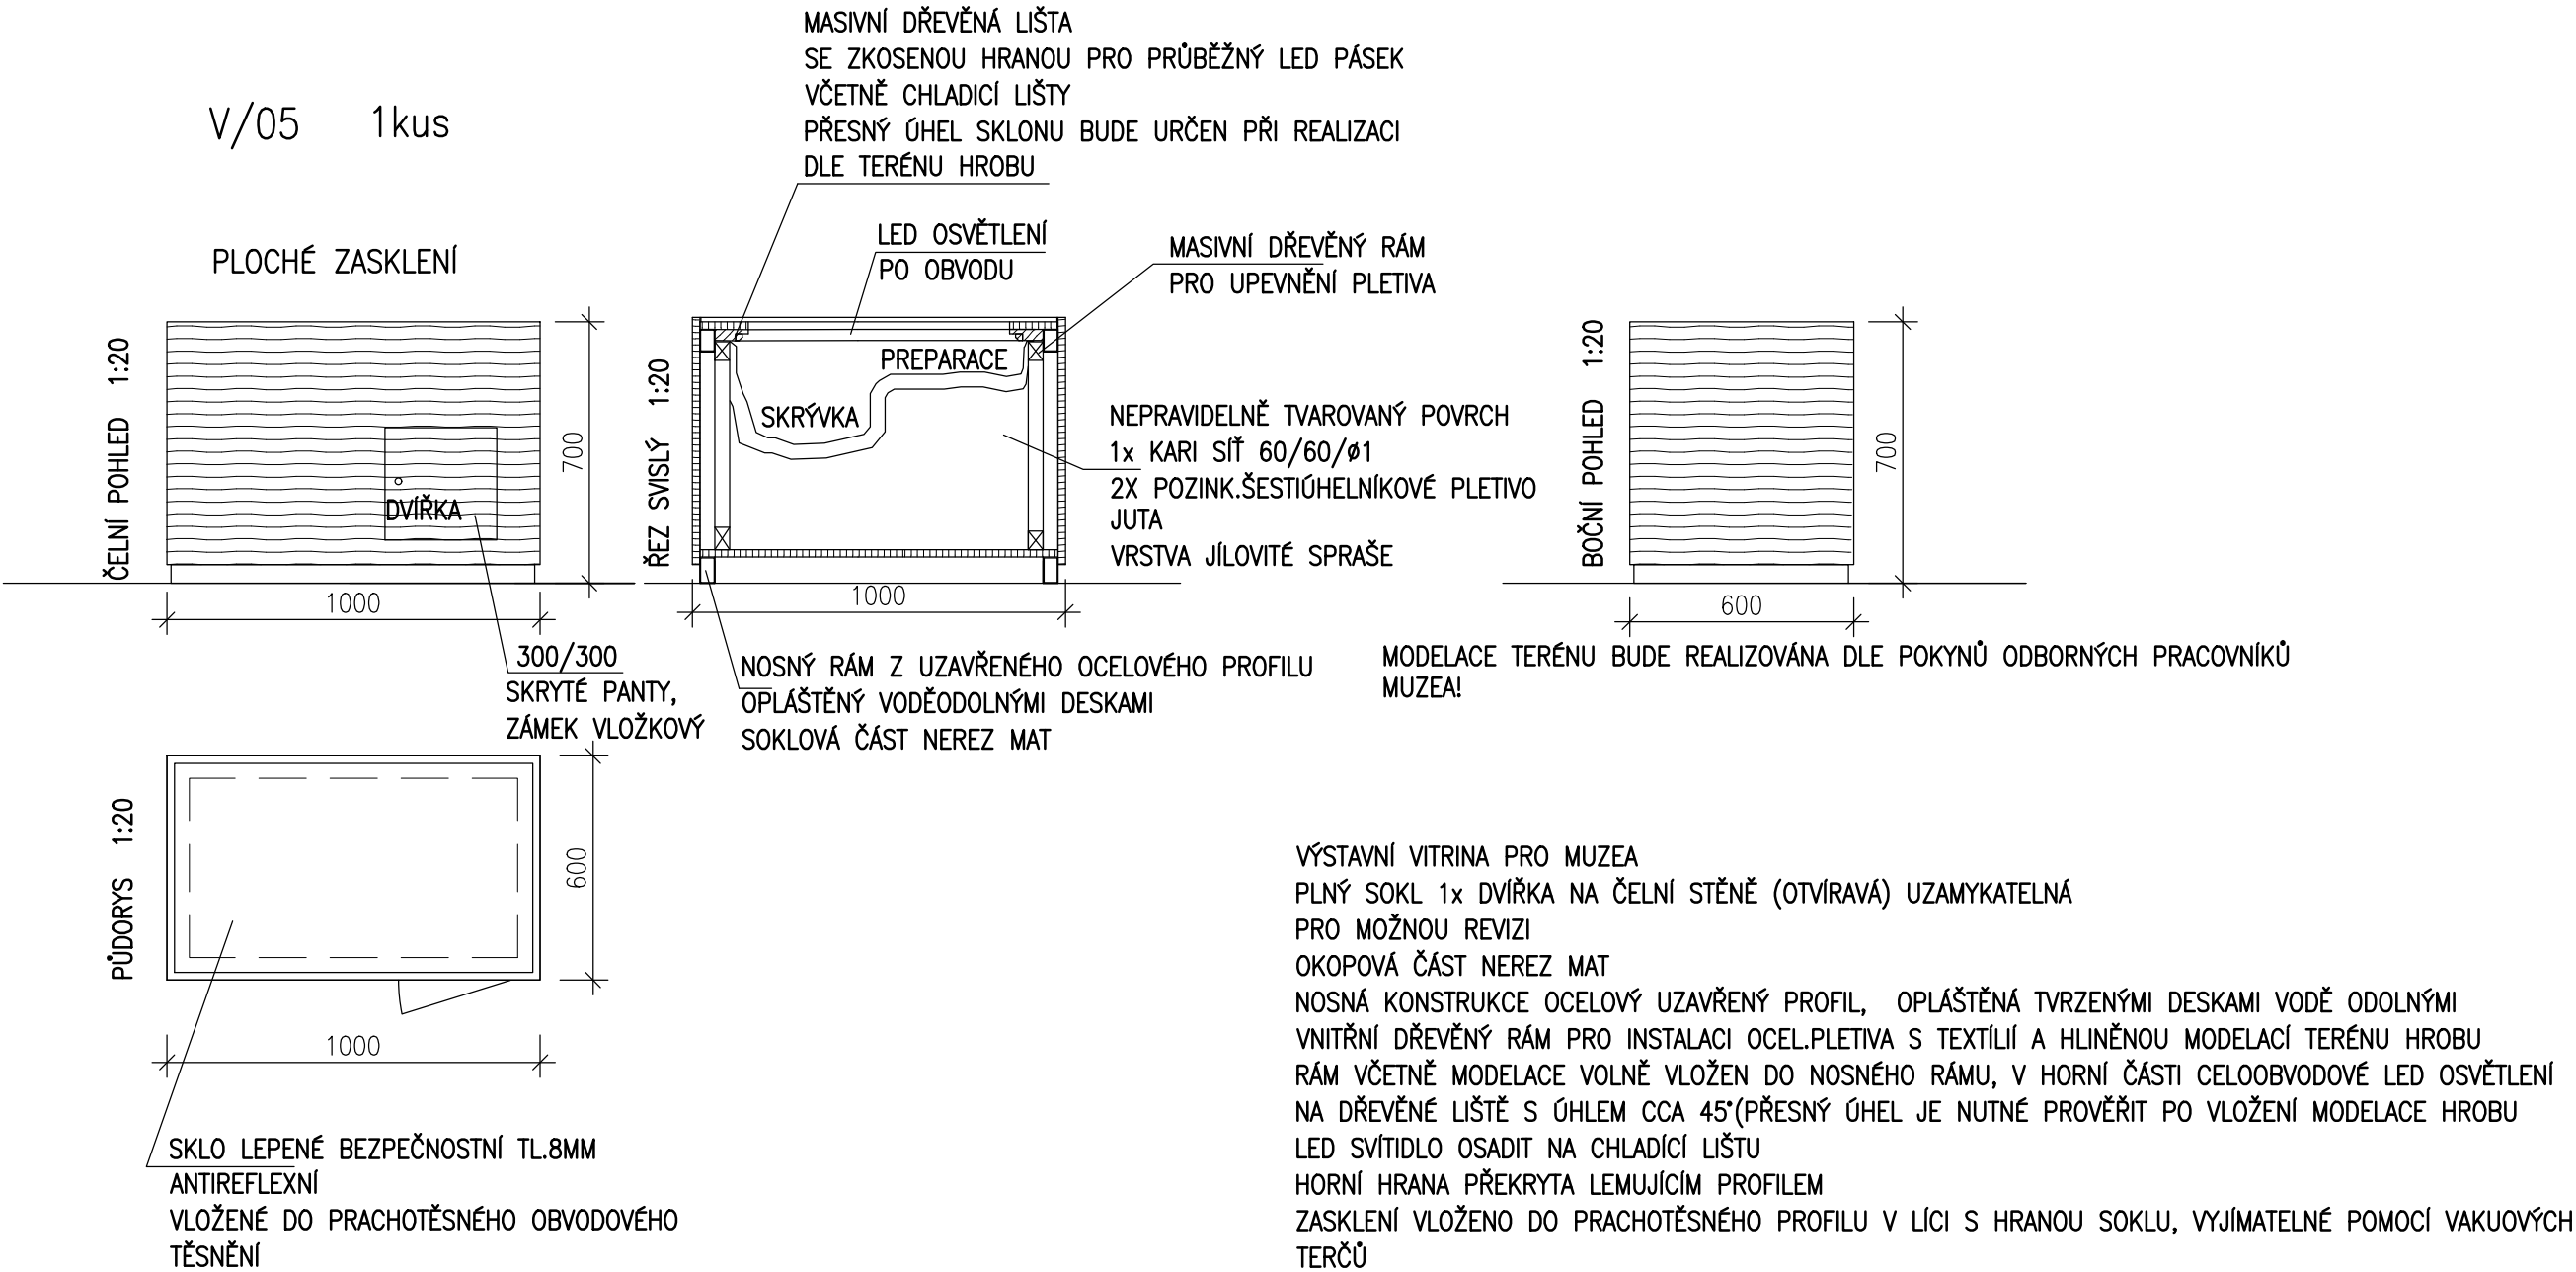 V/05 1kus
PLOCHÉ ZASKLENÍ
MASIVNÍ DŘEVĚNÁ LIŠTA
SE ZKOSENOU HRANOU PRO PRŮBĚŽNÝ LED PÁSEK
VČETNĚ CHLADICÍ LIŠTY
PŘESNÝ ÚHEL SKLONU BUDE URČEN PŘI REALIZACI
DLE TERÉNU HROBU
LED OSVĚTLENÍ
PO OBVODU
MASIVNÍ DŘEVĚNÝ RÁM
PRO UPEVNĚNÍ PLETIVA
ČELNÍ POHLED 1:20
DVÍŘKA
700
1000
300/300
SKRYTÉ PANTY,
ZÁMEK VLOŽKOVÝ
ŘEZ SVISLÝ 1:20
PREPARACE
SKRÝVKA
1000
NEPRAVIDELNĚ TVAROVANÝ POVRCH
1x KARI SÍŤ 60/60/ø1
2X POZINK.ŠESTIÚHELNÍKOVÉ PLETIVO
JUTA
VRSTVA JÍLOVITÉ SPRAŠE
NOSNÝ RÁM Z UZAVŘENÉHO OCELOVÉHO PROFILU
OPLÁŠTĚNÝ VODĚODOLNÝMI DESKAMI
SOKLOVÁ ČÁST NEREZ MAT
BOČNÍ POHLED 1:20
700
600
MODELACE TERÉNU BUDE REALIZOVÁNA DLE POKYNŮ ODBORNÝCH PRACOVNÍKŮ
MUZEA!
PŮDORYS 1:20
600
1000
SKLO LEPENÉ BEZPEČNOSTNÍ TL.8MM
ANTIREFLEXNÍ
VLOŽENÉ DO PRACHOTĚSNÉHO OBVODOVÉHO
TĚSNĚNÍ
VÝSTAVNÍ VITRINA PRO MUZEA
PLNÝ SOKL 1x DVÍŘKA NA ČELNÍ STĚNĚ (OTVÍRAVÁ) UZAMYKATELNÁ
PRO MOŽNOU REVIZI
OKOPOVÁ ČÁST NEREZ MAT
NOSNÁ KONSTRUKCE OCELOVÝ UZAVŘENÝ PROFIL, OPLÁŠTĚNÁ TVRZENÝMI DESKAMI VODĚ ODOLNÝMI
VNITŘNÍ DŘEVĚNÝ RÁM PRO INSTALACI OCEL.PLETIVA S TEXTÍLIÍ A HLINĚNOU MODELACÍ TERÉNU HROBU
RÁM VČETNĚ MODELACE VOLNĚ VLOŽEN DO NOSNÉHO RÁMU, V HORNÍ ČÁSTI CELOOBVODOVÉ LED OSVĚTLENÍ
NA DŘEVĚNÉ LIŠTĚ S ÚHLEM CCA 45°(PŘESNÝ ÚHEL JE NUTNÉ PROVĚŘIT PO VLOŽENÍ MODELACE HROBU
LED SVÍTIDLO OSADIT NA CHLADÍCÍ LIŠTU
HORNÍ HRANA PŘEKRYTA LEMUJÍCÍM PROFILEM
ZASKLENÍ VLOŽENO DO PRACHOTĚSNÉHO PROFILU V LÍCI S HRANOU SOKLU, VYJÍMATELNÉ POMOCÍ VAKUOVÝCH
TERČŮ